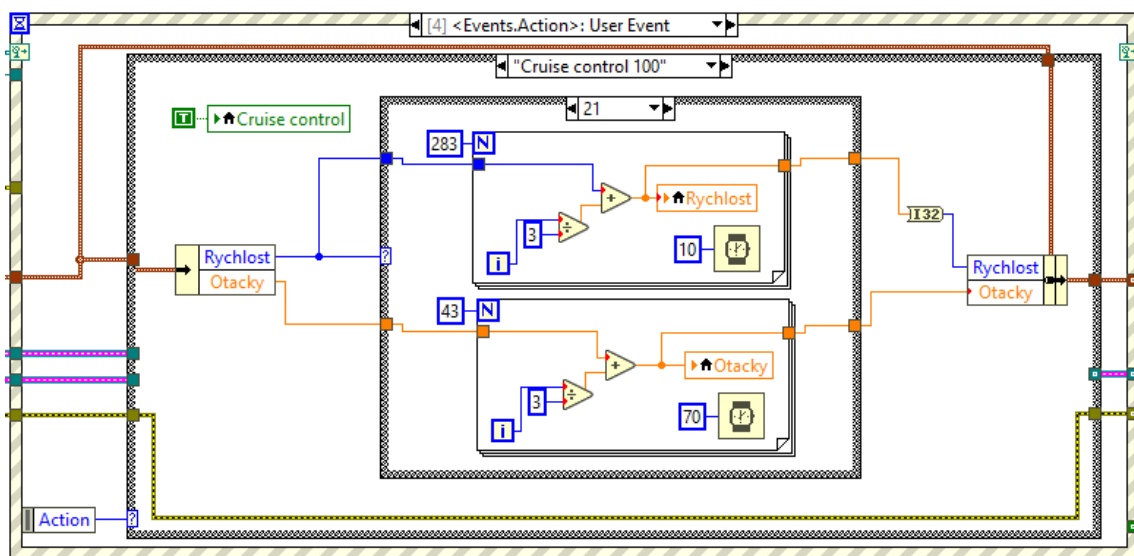 [4] <Events.Action>: User Event
"Cruise control 100"
T
Cruise control
21
283
N
Rychlost
3
i
10
I32
Rychlost
Otacky
?
Rychlost
Otacky
43
N
Otacky
3
i
70
Action
?